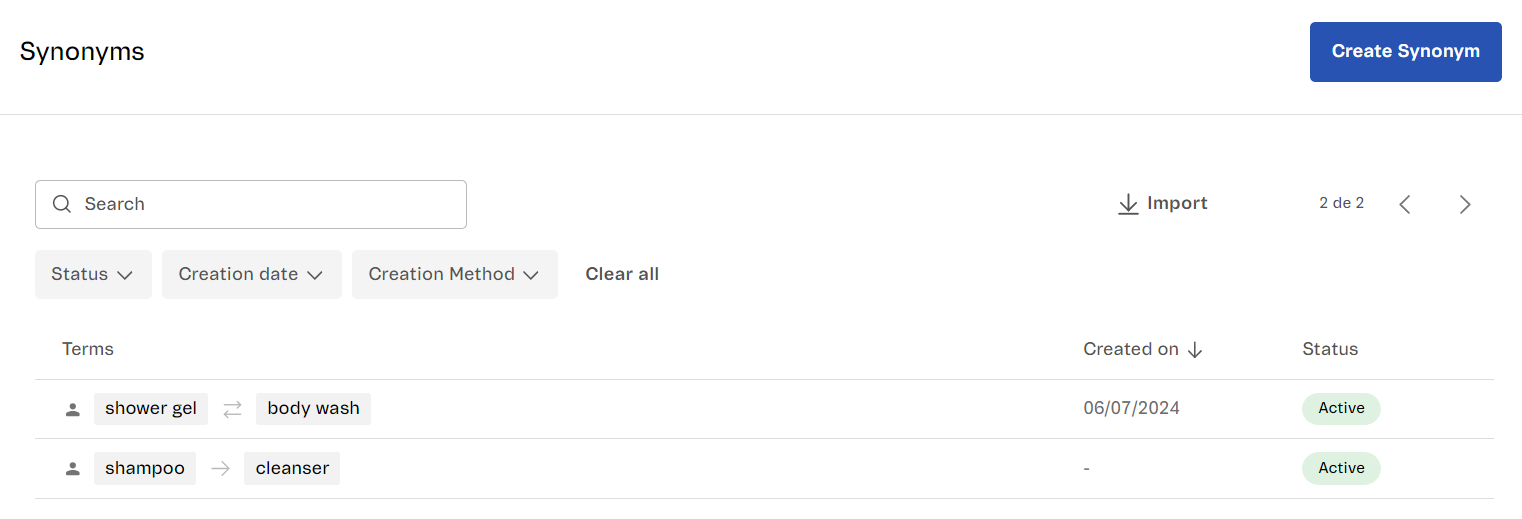 Synonyms
Create Synonym
Search
Import
2 de 2
Status
Creation date
Creation Method
Clear all
Terms
Created on
Status
shower gel
body wash
06/07/2024
Active
shampoo
cleanser
-
Active